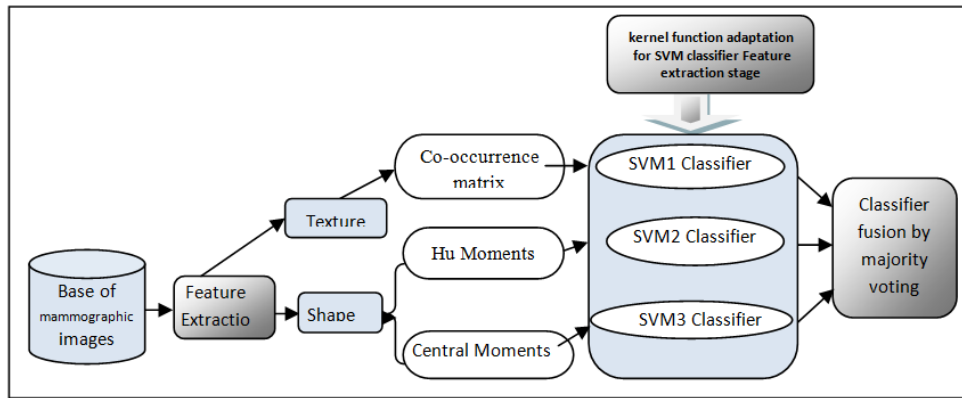 kernel function adaptation
for SVM classifier Feature
extraction stage
Co-occurrence
matrix
SVM1 Classifier
Texture
Classifier
fusion by
majority
voting
Hu Moments
SVM2 Classifier
Base of
mammographic
images
Feature
Extractio
Shape
Central Moments
SVM3 Classifier